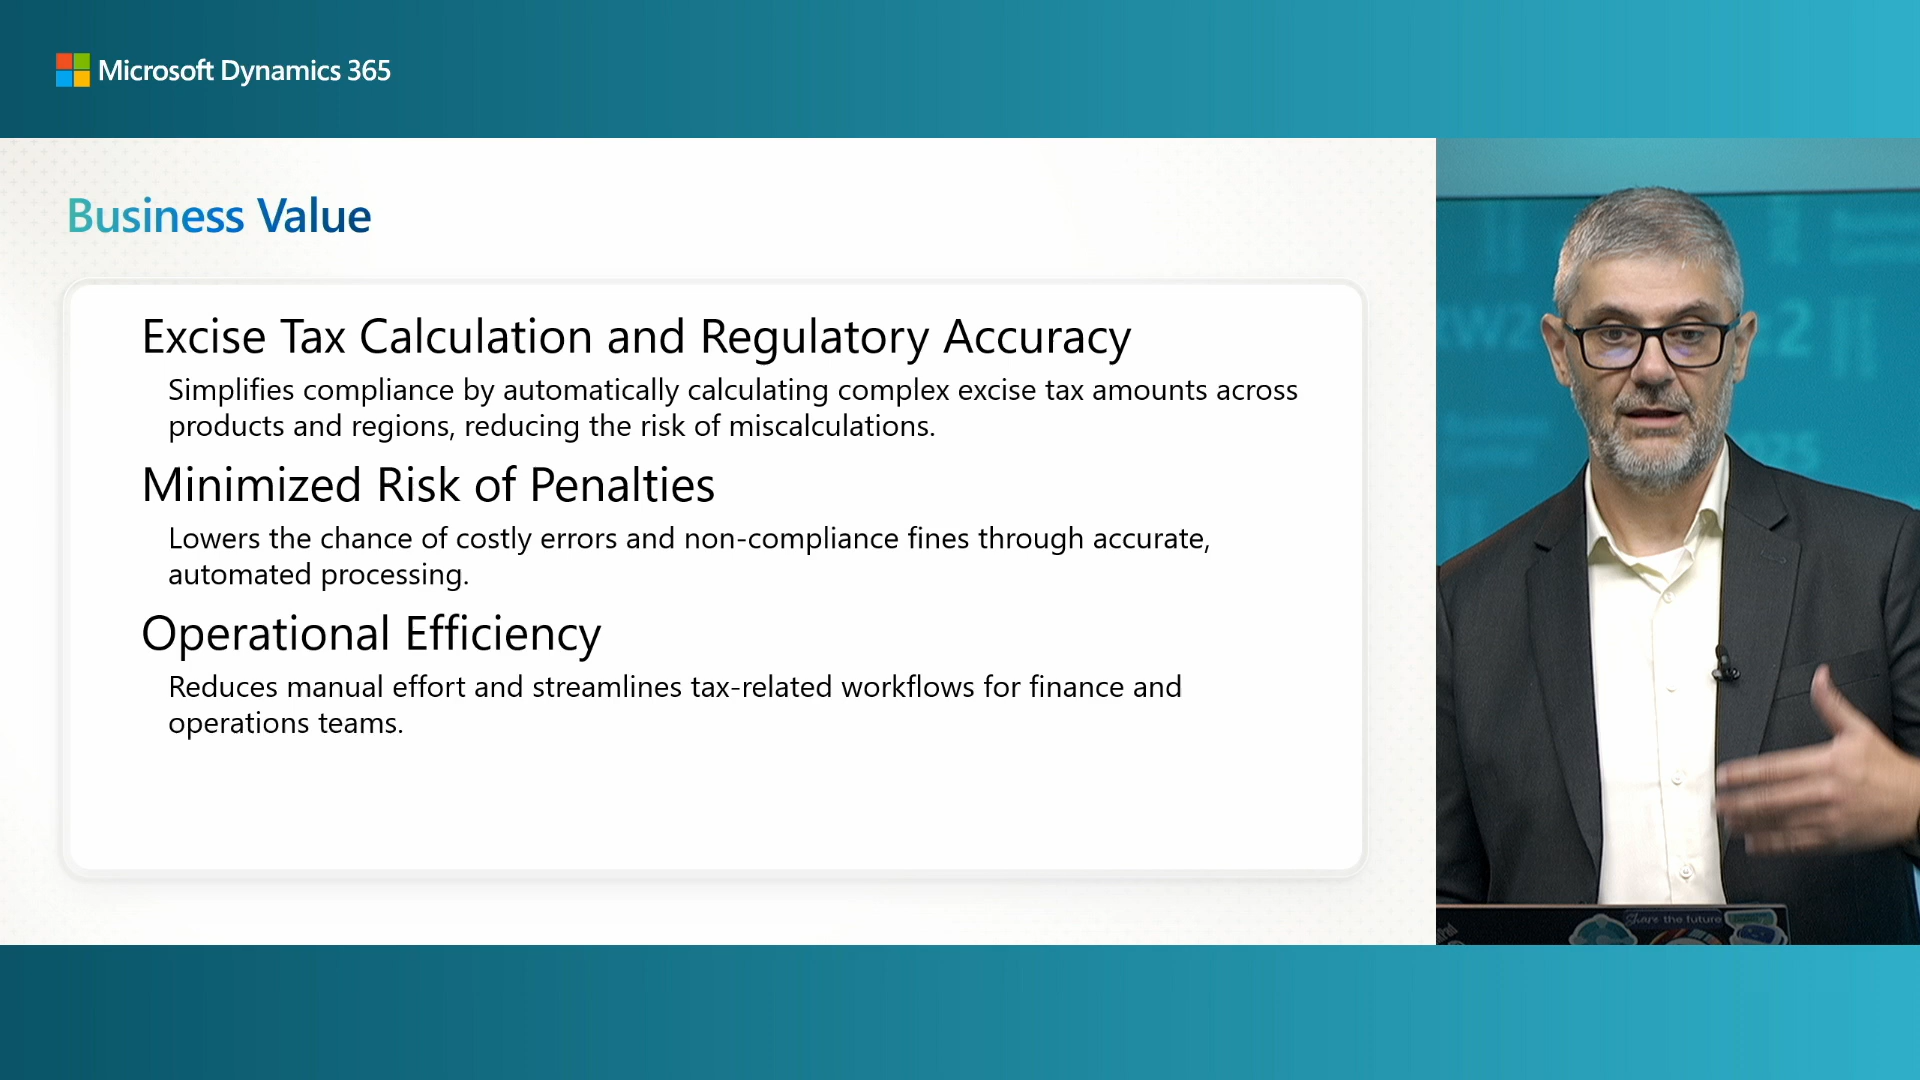 Microsoft Dynamics 365
Business Value
Excise Tax Calculation and Regulatory Accuracy
Simplifies compliance by automatically calculating complex excise tax amounts across
products and regions, reducing the risk of miscalculations.
Minimized Risk of Penalties
Lowers the chance of costly errors and non-compliance fines through accurate,
automated processing.
Operational Efficiency
Reduces manual effort and streamlines tax-related workflows for finance and
operations teams.
Share the future